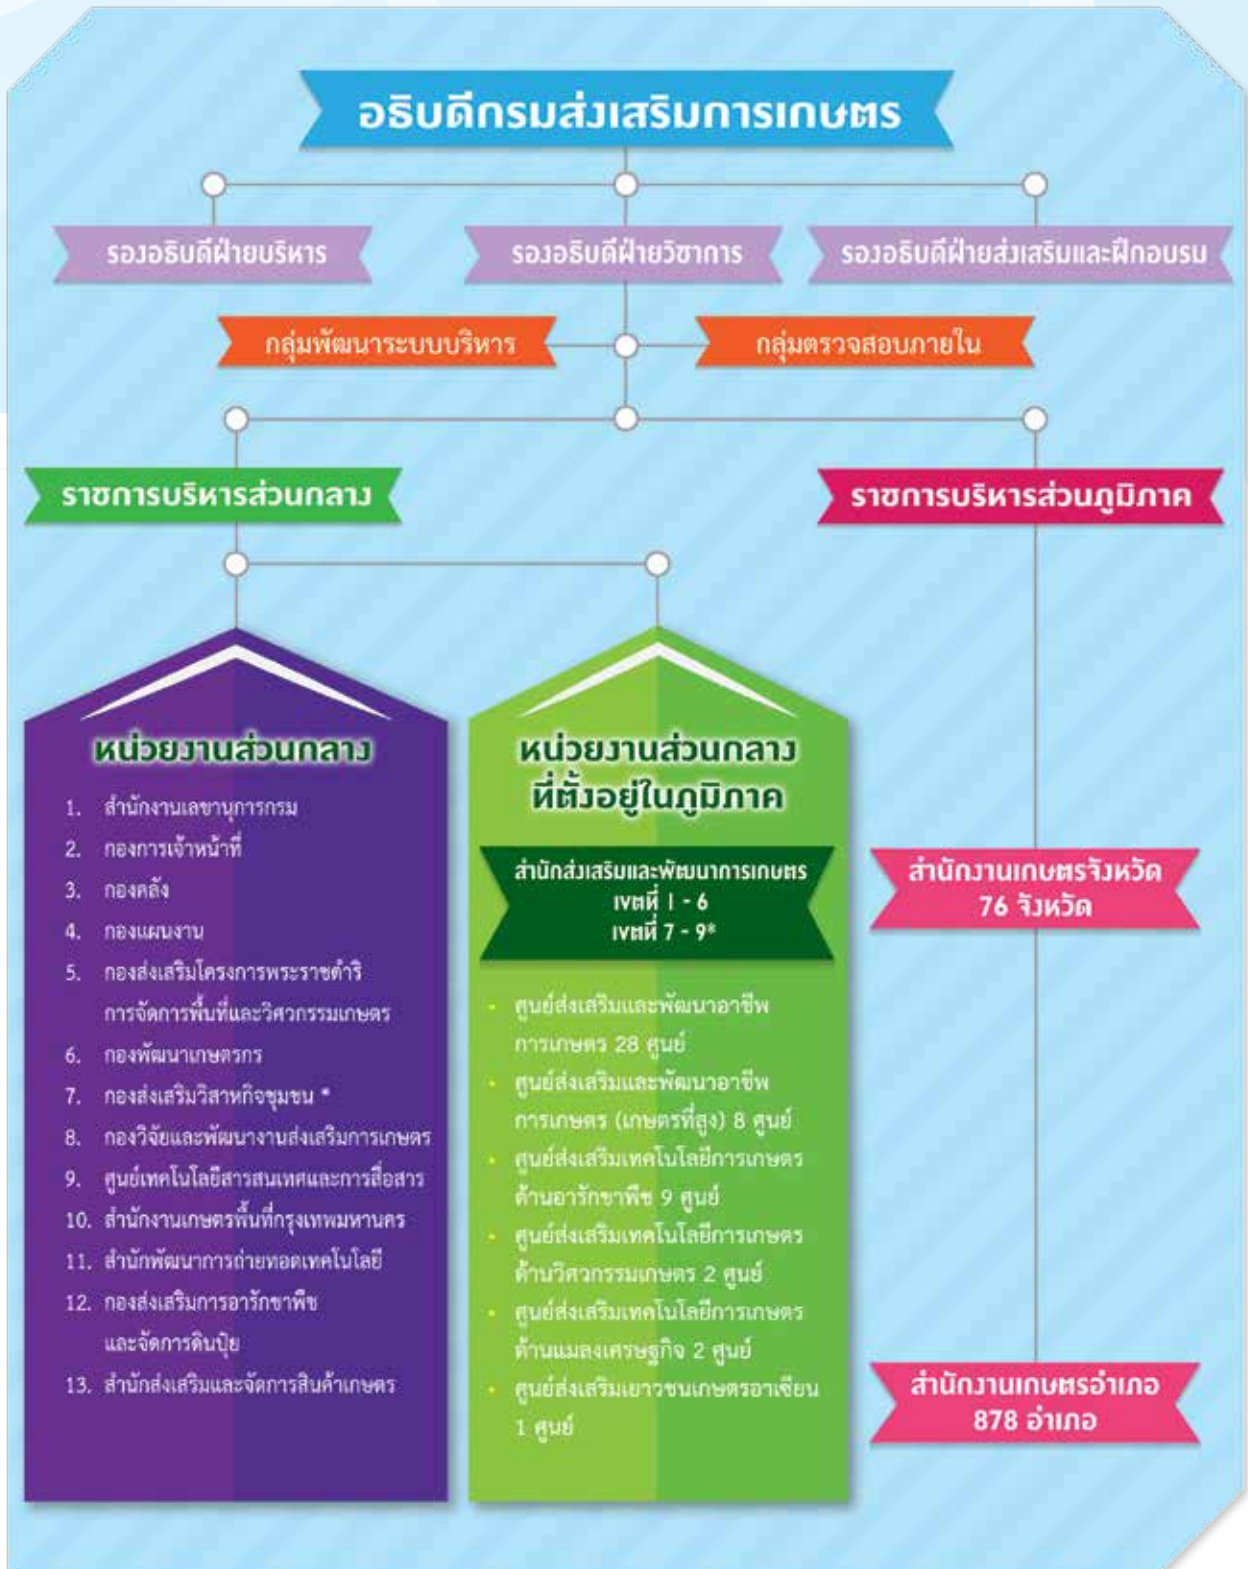 อธิบดีกรมส่งเสริมการเกษตร
รองอธิบดีฝ่ายบริหาร
รองอธิบดีฝ่ายวิชาการ
รองอธิบดีฝ่ายส่งเสริมและฝึกอบรม
กลุ่มพัฒนาระบบบริหาร
กลุ่มตรวจสอบภายใน
ราชการบริหารส่วนกลาง
ราชการบริหารส่วนภูมิภาค
หน่วยงานส่วนกลาง
1. สำนักงานเลขานุการกรม
2. กองการเจ้าหน้าที่
3. กองคลัง
4. กองแผนงาน
5. กองส่งเสริมโครงการพระราชดำริ
การจัดการพื้นที่และวิศวกรรมเกษตร
6. กองพัฒนาเกษตรกร
7. กองส่งเสริมวิสาหกิจชุมชน *
8. กองวิจัยและพัฒนางานส่งเสริมการเกษตร
9. ศูนย์เทคโนโลยีสารสนเทศและการสื่อสาร
10. สำนักงานเกษตรพื้นที่กรุงเทพมหานคร
11. สำนักพัฒนาการถ่ายทอดเทคโนโลยี
12. กองส่งเสริมการอารักขาพืช
และจัดการดินปุ๋ย
13. สำนักส่งเสริมและจัดการสินค้าเกษตร
หน่วยงานส่วนกลาง
ที่ตั้งอยู่ในภูมิภาค
สำนักส่งเสริมและพัฒนาการเกษตร
เขตที่ 1 - 6
เขตที่ 7 - 9*
• ศูนย์ส่งเสริมและพัฒนาอาชีพ
การเกษตร 28 ศูนย์
• ศูนย์ส่งเสริมและพัฒนาอาชีพ
การเกษตร (เกษตรที่สูง) 8 ศูนย์
• ศูนย์ส่งเสริมเทคโนโลยีการเกษตร
ด้านอารักขาพืช 9 ศูนย์
• ศูนย์ส่งเสริมเทคโนโลยีการเกษตร
ด้านวิศวกรรมเกษตร 2 ศูนย์
• ศูนย์ส่งเสริมเทคโนโลยีการเกษตร
ด้านแมลงเศรษฐกิจ 2 ศูนย์
• ศูนย์ส่งเสริมเยาวชนเกษตรอาเซียน
1 ศูนย์
สำนักงานเกษตรจังหวัด
76 จังหวัด
สำนักงานเกษตรอำเภอ
878 อำเภอ